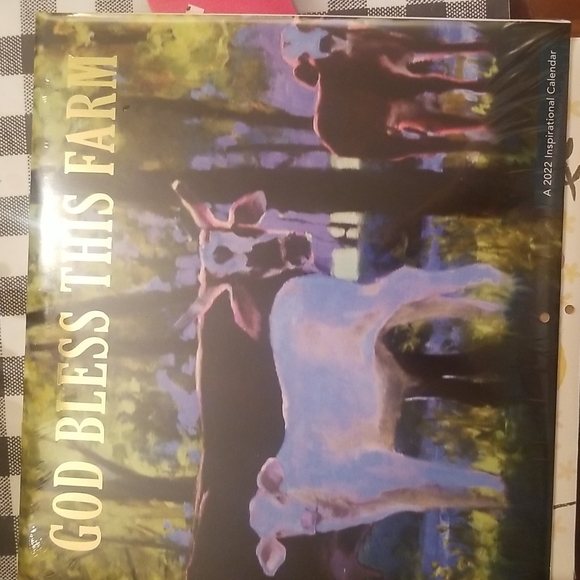 GOD BLESS THIS FARM
A 2022 Inspirational Calendar